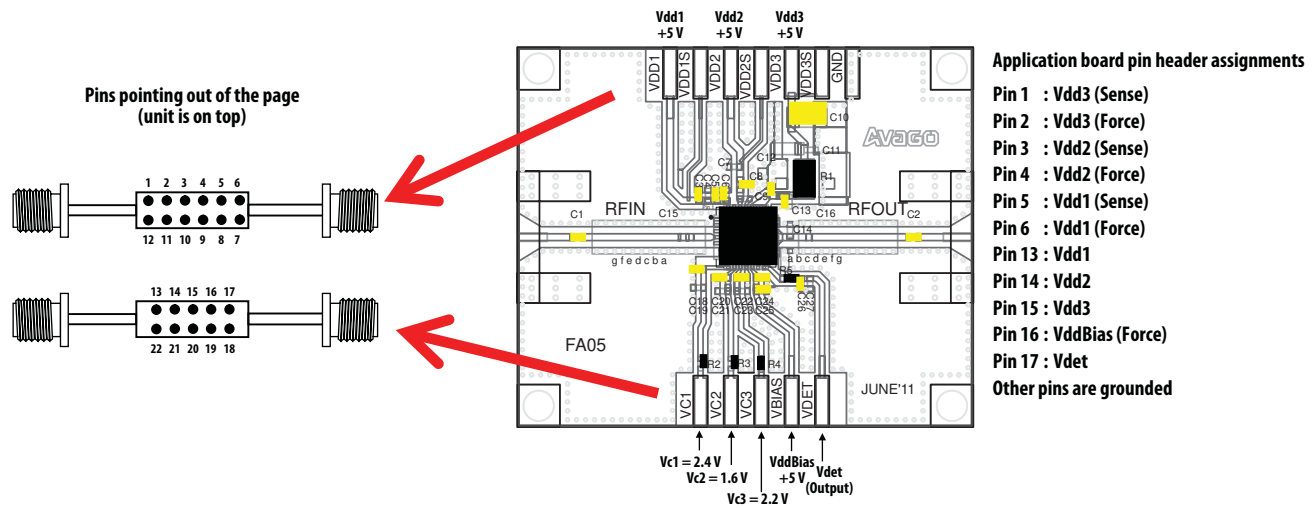 Pins pointing out of the page
(unit is on top)
1 2 3 4 5 6
12 11 10 9 8 7
13 14 15 16 17
22 21 20 19 18
Vdd1
+5 V
Vdd2
+5 V
Vdd3
+5 V
VDD1
VDD1S
VDD2
VDD2S
VDD3
VDD3S
GND
C10
AVAGO
C7
C12
C11
C8
R1
C9
RFIN
C15
C13
C16
RFOUT
C1
C14
C2
g f e d c b a
a b c d e f g
R5
C18 C20 C22 C24
C19 C21 C23 C25
C26
C27
FA05
R2
R3
R4
JUNE'11
VC1
VC2
VC3
VBIAS
VDET
Vc1 = 2.4 V
Vc2 = 1.6 V
Vc3 = 2.2 V
VddBias
+5 V
Vdet
(Output)
Application board pin header assignments
Pin 1 : Vdd3 (Sense)
Pin 2 : Vdd3 (Force)
Pin 3 : Vdd2 (Sense)
Pin 4 : Vdd2 (Force)
Pin 5 : Vdd1 (Sense)
Pin 6 : Vdd1 (Force)
Pin 13 : Vdd1
Pin 14 : Vdd2
Pin 15 : Vdd3
Pin 16 : VddBias (Force)
Pin 17 : Vdet
Other pins are grounded